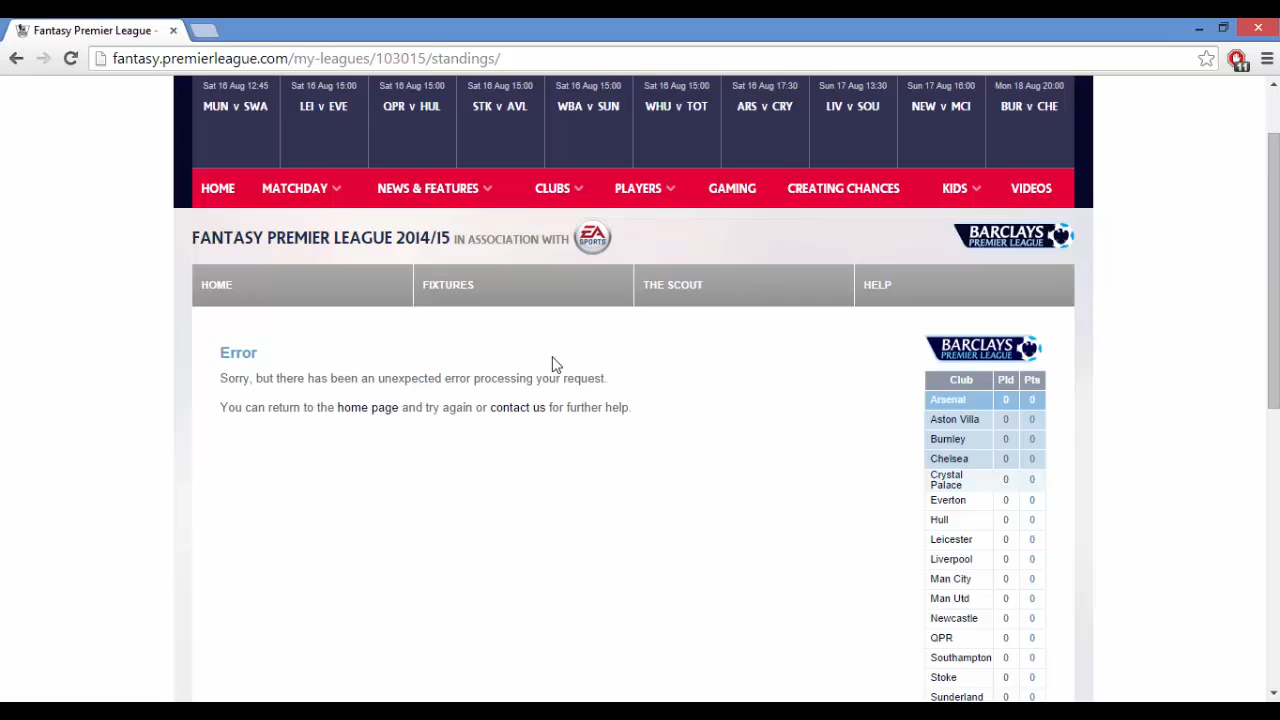 Fantasy Premier League -
fantasy.premierleague.com/my-leagues/103015/standings/
11
Sat 16 Aug 12:45 Sat 16 Aug 15:00 Sat 16 Aug 15:00 Sat 16 Aug 15:00 Sat 16 Aug 15:00 Sat 16 Aug 15:00 Sat 16 Aug 17:30 Sun 17 Aug 13:30 Sun 17 Aug 16:00 Mon 18 Aug 20:00
MUN v SWA LEI v EVE QPR v HUL STK v AVL WBA v SUN WHU v TOT ARS v CRY LIV v SOU NEW v MCI BUR v CHE
HOME MATCHDAY NEWS & FEATURES CLUBS PLAYERS GAMING CREATING CHANCES KIDS VIDEOS
FANTASY PREMIER LEAGUE 2014/15 IN ASSOCIATION WITH EA SPORTS
BARCLAYS
PREMIER LEAGUE
HOME FIXTURES THE SCOUT HELP
Error
Sorry, but there has been an unexpected error processing your request.
You can return to the home page and try again or contact us for further help.
BARCLAYS
PREMIER LEAGUE
Club Pld Pts
Arsenal 0 0
Aston Villa 0 0
Burnley 0 0
Chelsea 0 0
Crystal
Palace 0 0
Everton 0 0
Hull 0 0
Leicester 0 0
Liverpool 0 0
Man City 0 0
Man Utd 0 0
Newcastle 0 0
QPR 0 0
Southampton 0 0
Stoke 0 0
Sunderland 0 0